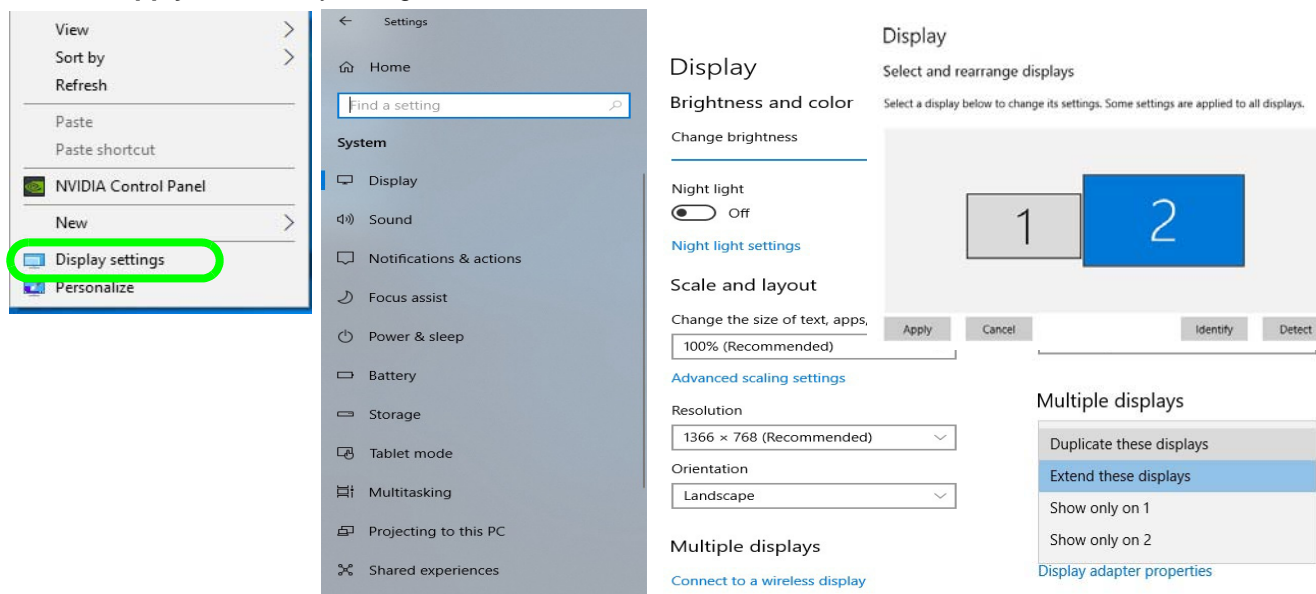 View
Sort by
Refresh
Paste
Paste shortcut
NVIDIA Control Panel
New
Display settings
Personalize
Settings
Home
Find a setting
System
Display
Sound
Notifications & actions
Focus assist
Power & sleep
Battery
Storage
Tablet mode
Multitasking
Projecting to this PC
Shared experiences
Display
Brightness and color
Change brightness
Night light
Off
Night light settings
Scale and layout
Change the size of text, apps,
100% (Recommended)
Advanced scaling settings
Resolution
1366 × 768 (Recommended)
Orientation
Landscape
Multiple displays
Connect to a wireless display
Display
Select and rearrange displays
Select a display below to change its settings. Some settings are applied to all displays.
1
2
Apply
Cancel
Identify
Detect
Multiple displays
Duplicate these displays
Extend these displays
Show only on 1
Show only on 2
Display adapter properties